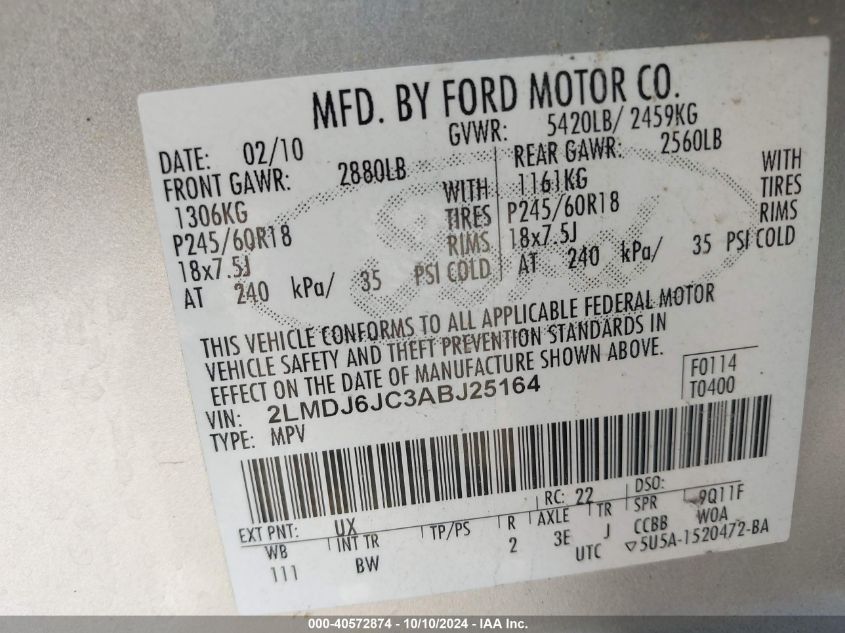 MFD. BY FORD MOTOR CO.
DATE: 02/10 GVWR: 5420LB/ 2459KG
FRONT GAWR: 2880LB REAR GAWR: 2560LB
1306KG WITH 1161KG WITH
P245/60R18 TIRES P245/60R18 TIRES
18x7.5J RIMS 18x7.5J RIMS
AT 240 kPa/ 35 PSI COLD AT 240 kPa/ 35 PSI COLD
THIS VEHICLE CONFORMS TO ALL APPLICABLE FEDERAL MOTOR
VEHICLE SAFETY AND THEFT PREVENTION STANDARDS IN
EFFECT ON THE DATE OF MANUFACTURE SHOWN ABOVE.
VIN: 2LMDJ6JC3ABJ25164 F0114
TYPE: MPV T0400
EXT PNT: UX RC: 22 DSO:
WB INT TR TP/PS R AXLE TR SPR 9Q11F
111 BW 2 3E J CCBB W0A
UTC ▽5U5A-1520472-BA
Ford
000-40572874 - 10/10/2024 - IAA Inc.